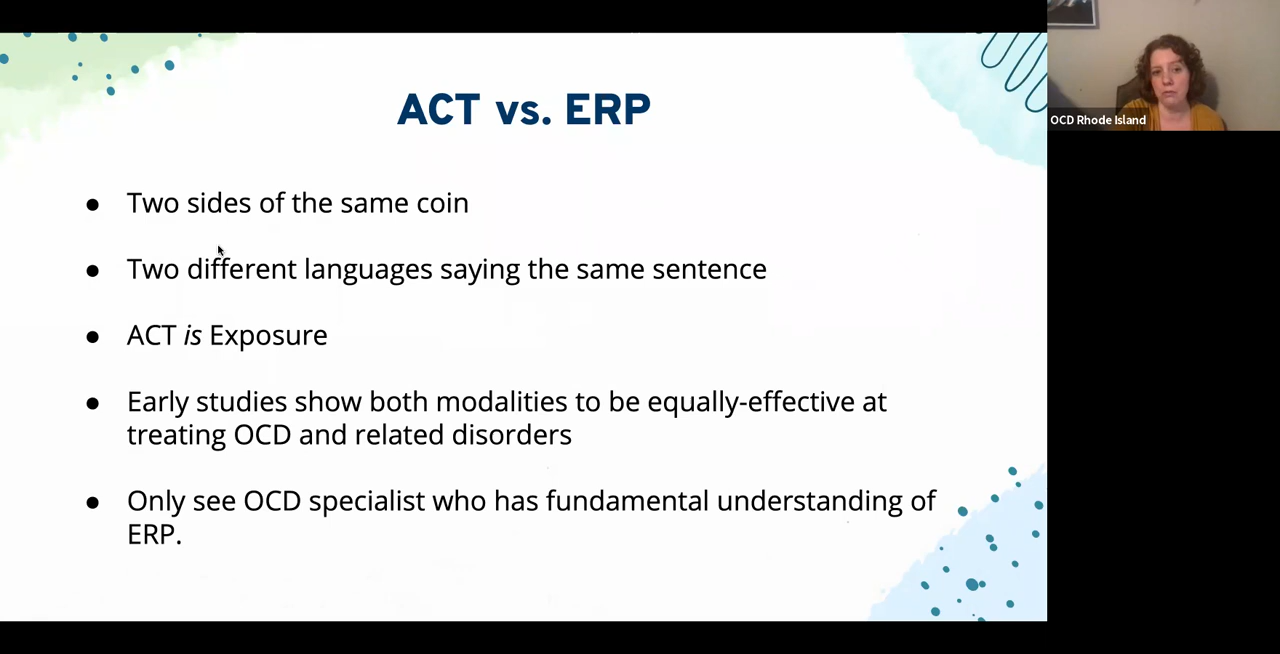 ACT vs. ERP
● Two sides of the same coin
● Two different languages saying the same sentence
● ACT is Exposure
● Early studies show both modalities to be equally-effective at
treating OCD and related disorders
● Only see OCD specialist who has fundamental understanding of
ERP.
OCD Rhode Island